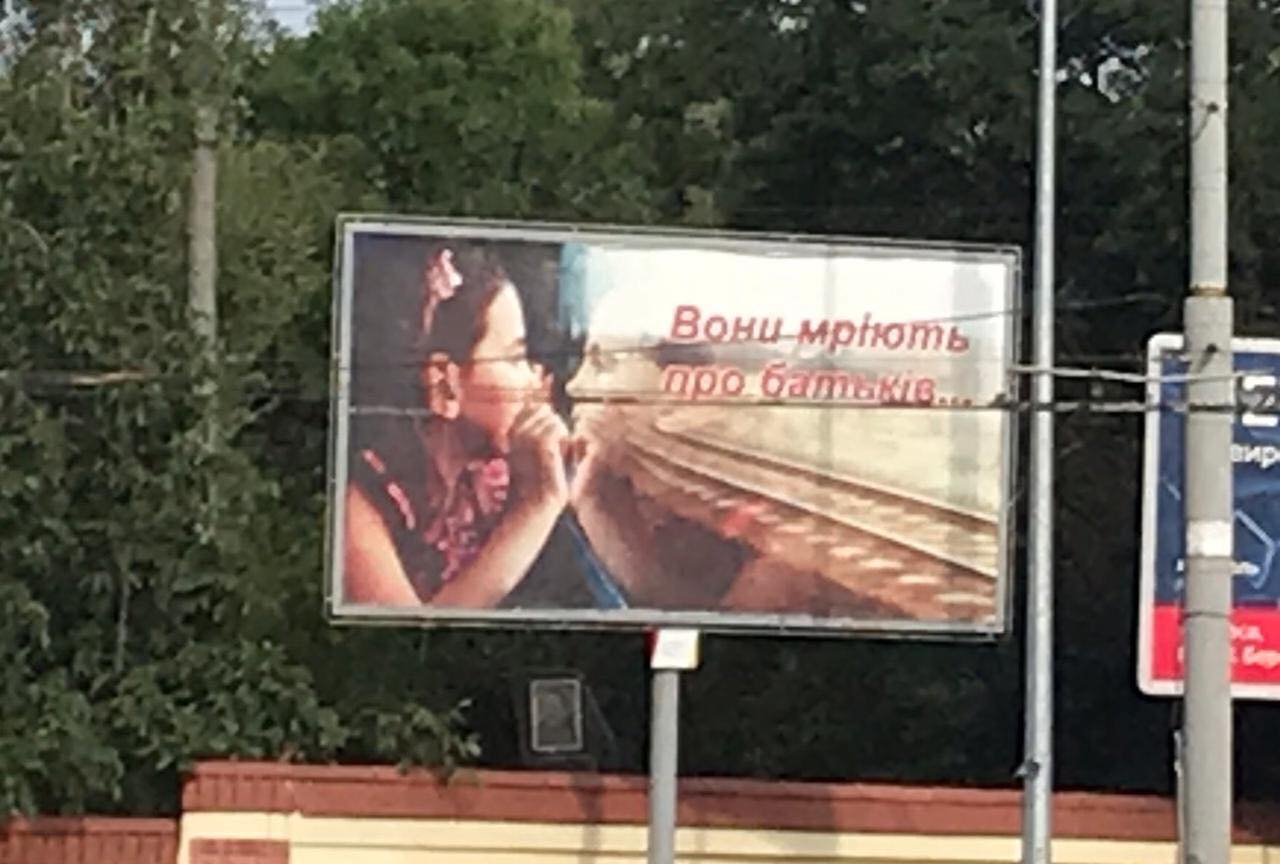 Вони мріють
про батьків...